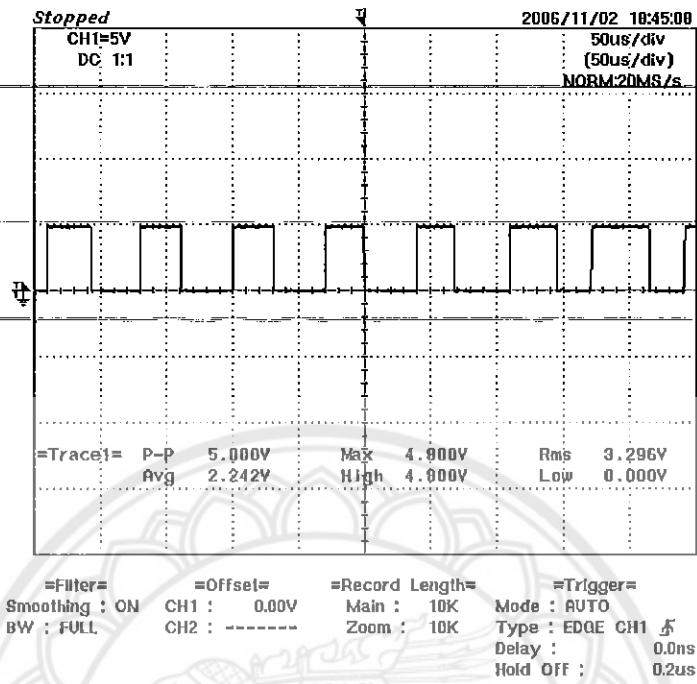 Stopped 2006/11/02 10:45:08
CH1=5V 50us/div
DC 1:1 (50us/div)
NORM:20MS/s
=Trace1= P-P 5.000V Max 4.800V Rms 3.296V
Avg 2.242V High 4.800V Low 0.000V
=Filter= =Offset= =Record Length= =Trigger=
Smoothing : ON CH1 : 0.00V Main : 10K Mode : AUTO
BW : FULL CH2 : ------- Zoom : 10K Type : EDGE CH1
Delay : 0.0ns
Hold Off : 0.2us